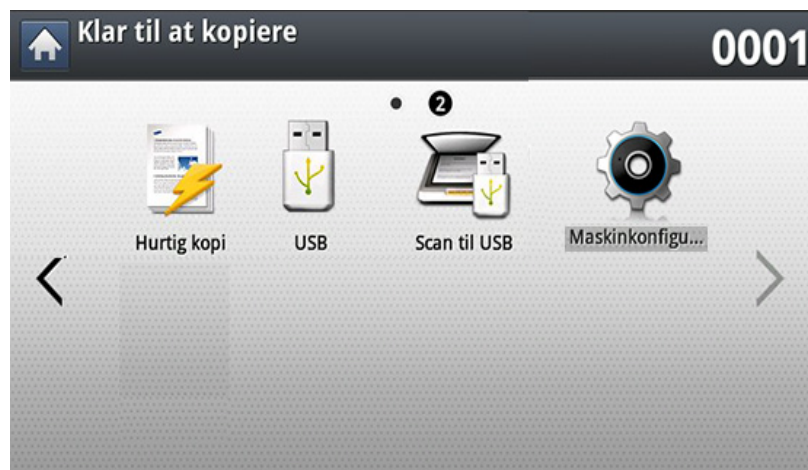 Klar til at kopiere
0001
2
Hurtig kopi
USB
Scan til USB
Maskinkonfigu...